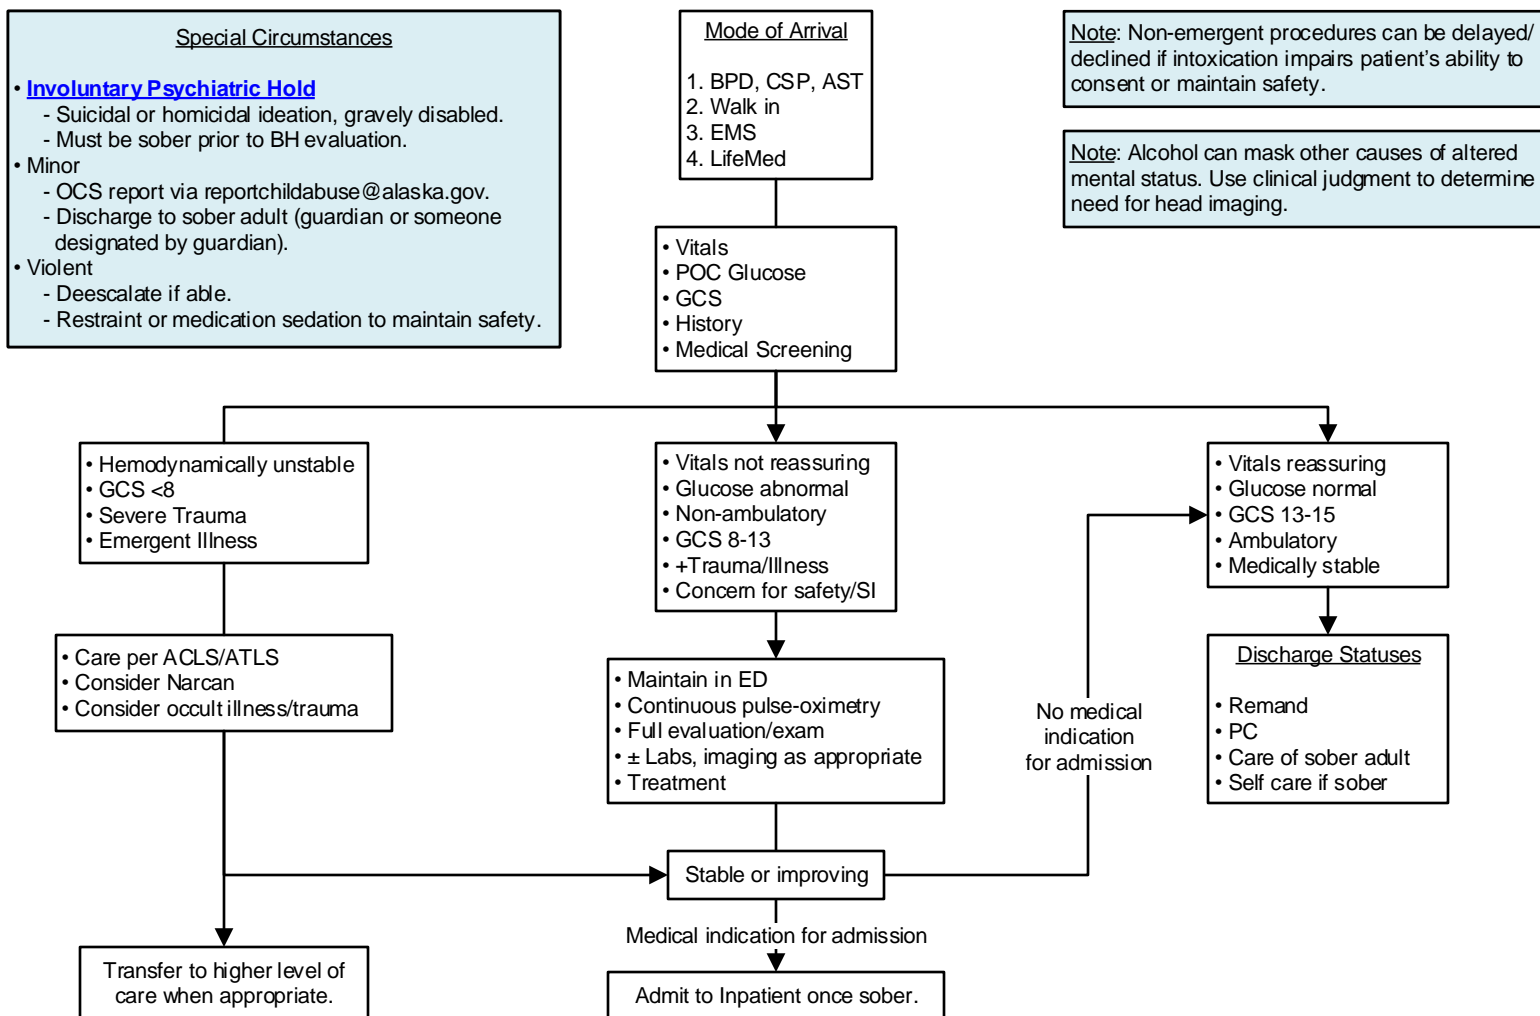 Special Circumstances
• Involuntary Psychiatric Hold
- Suicidal or homicidal ideation, gravely disabled.
- Must be sober prior to BH evaluation.
• Minor
- OCS report via reportchildabuse@alaska.gov.
- Discharge to sober adult (guardian or someone
designated by guardian).
• Violent
- Deescalate if able.
- Restraint or medication sedation to maintain safety.
Mode of Arrival
1. BPD, CSP, AST
2. Walk in
3. EMS
4. LifeMed
Note: Non-emergent procedures can be delayed/
declined if intoxication impairs patient's ability to
consent or maintain safety.
Note: Alcohol can mask other causes of altered
mental status. Use clinical judgment to determine
need for head imaging.
• Vitals
• POC Glucose
• GCS
• History
• Medical Screening
• Hemodynamically unstable
• GCS <8
• Severe Trauma
• Emergent Illness
• Vitals not reassuring
• Glucose abnormal
• Non-ambulatory
• GCS 8-13
• +Trauma/Illness
• Concern for safety/SI
• Vitals reassuring
• Glucose normal
• GCS 13-15
• Ambulatory
• Medically stable
• Care per ACLS/ATLS
• Consider Narcan
• Consider occult illness/trauma
• Maintain in ED
• Continuous pulse-oximetry
• Full evaluation/exam
• ± Labs, imaging as appropriate
• Treatment
No medical
indication
for admission
Discharge Statuses
• Remand
• PC
• Care of sober adult
• Self care if sober
Stable or improving
Medical indication for admission
Transfer to higher level of
care when appropriate.
Admit to Inpatient once sober.